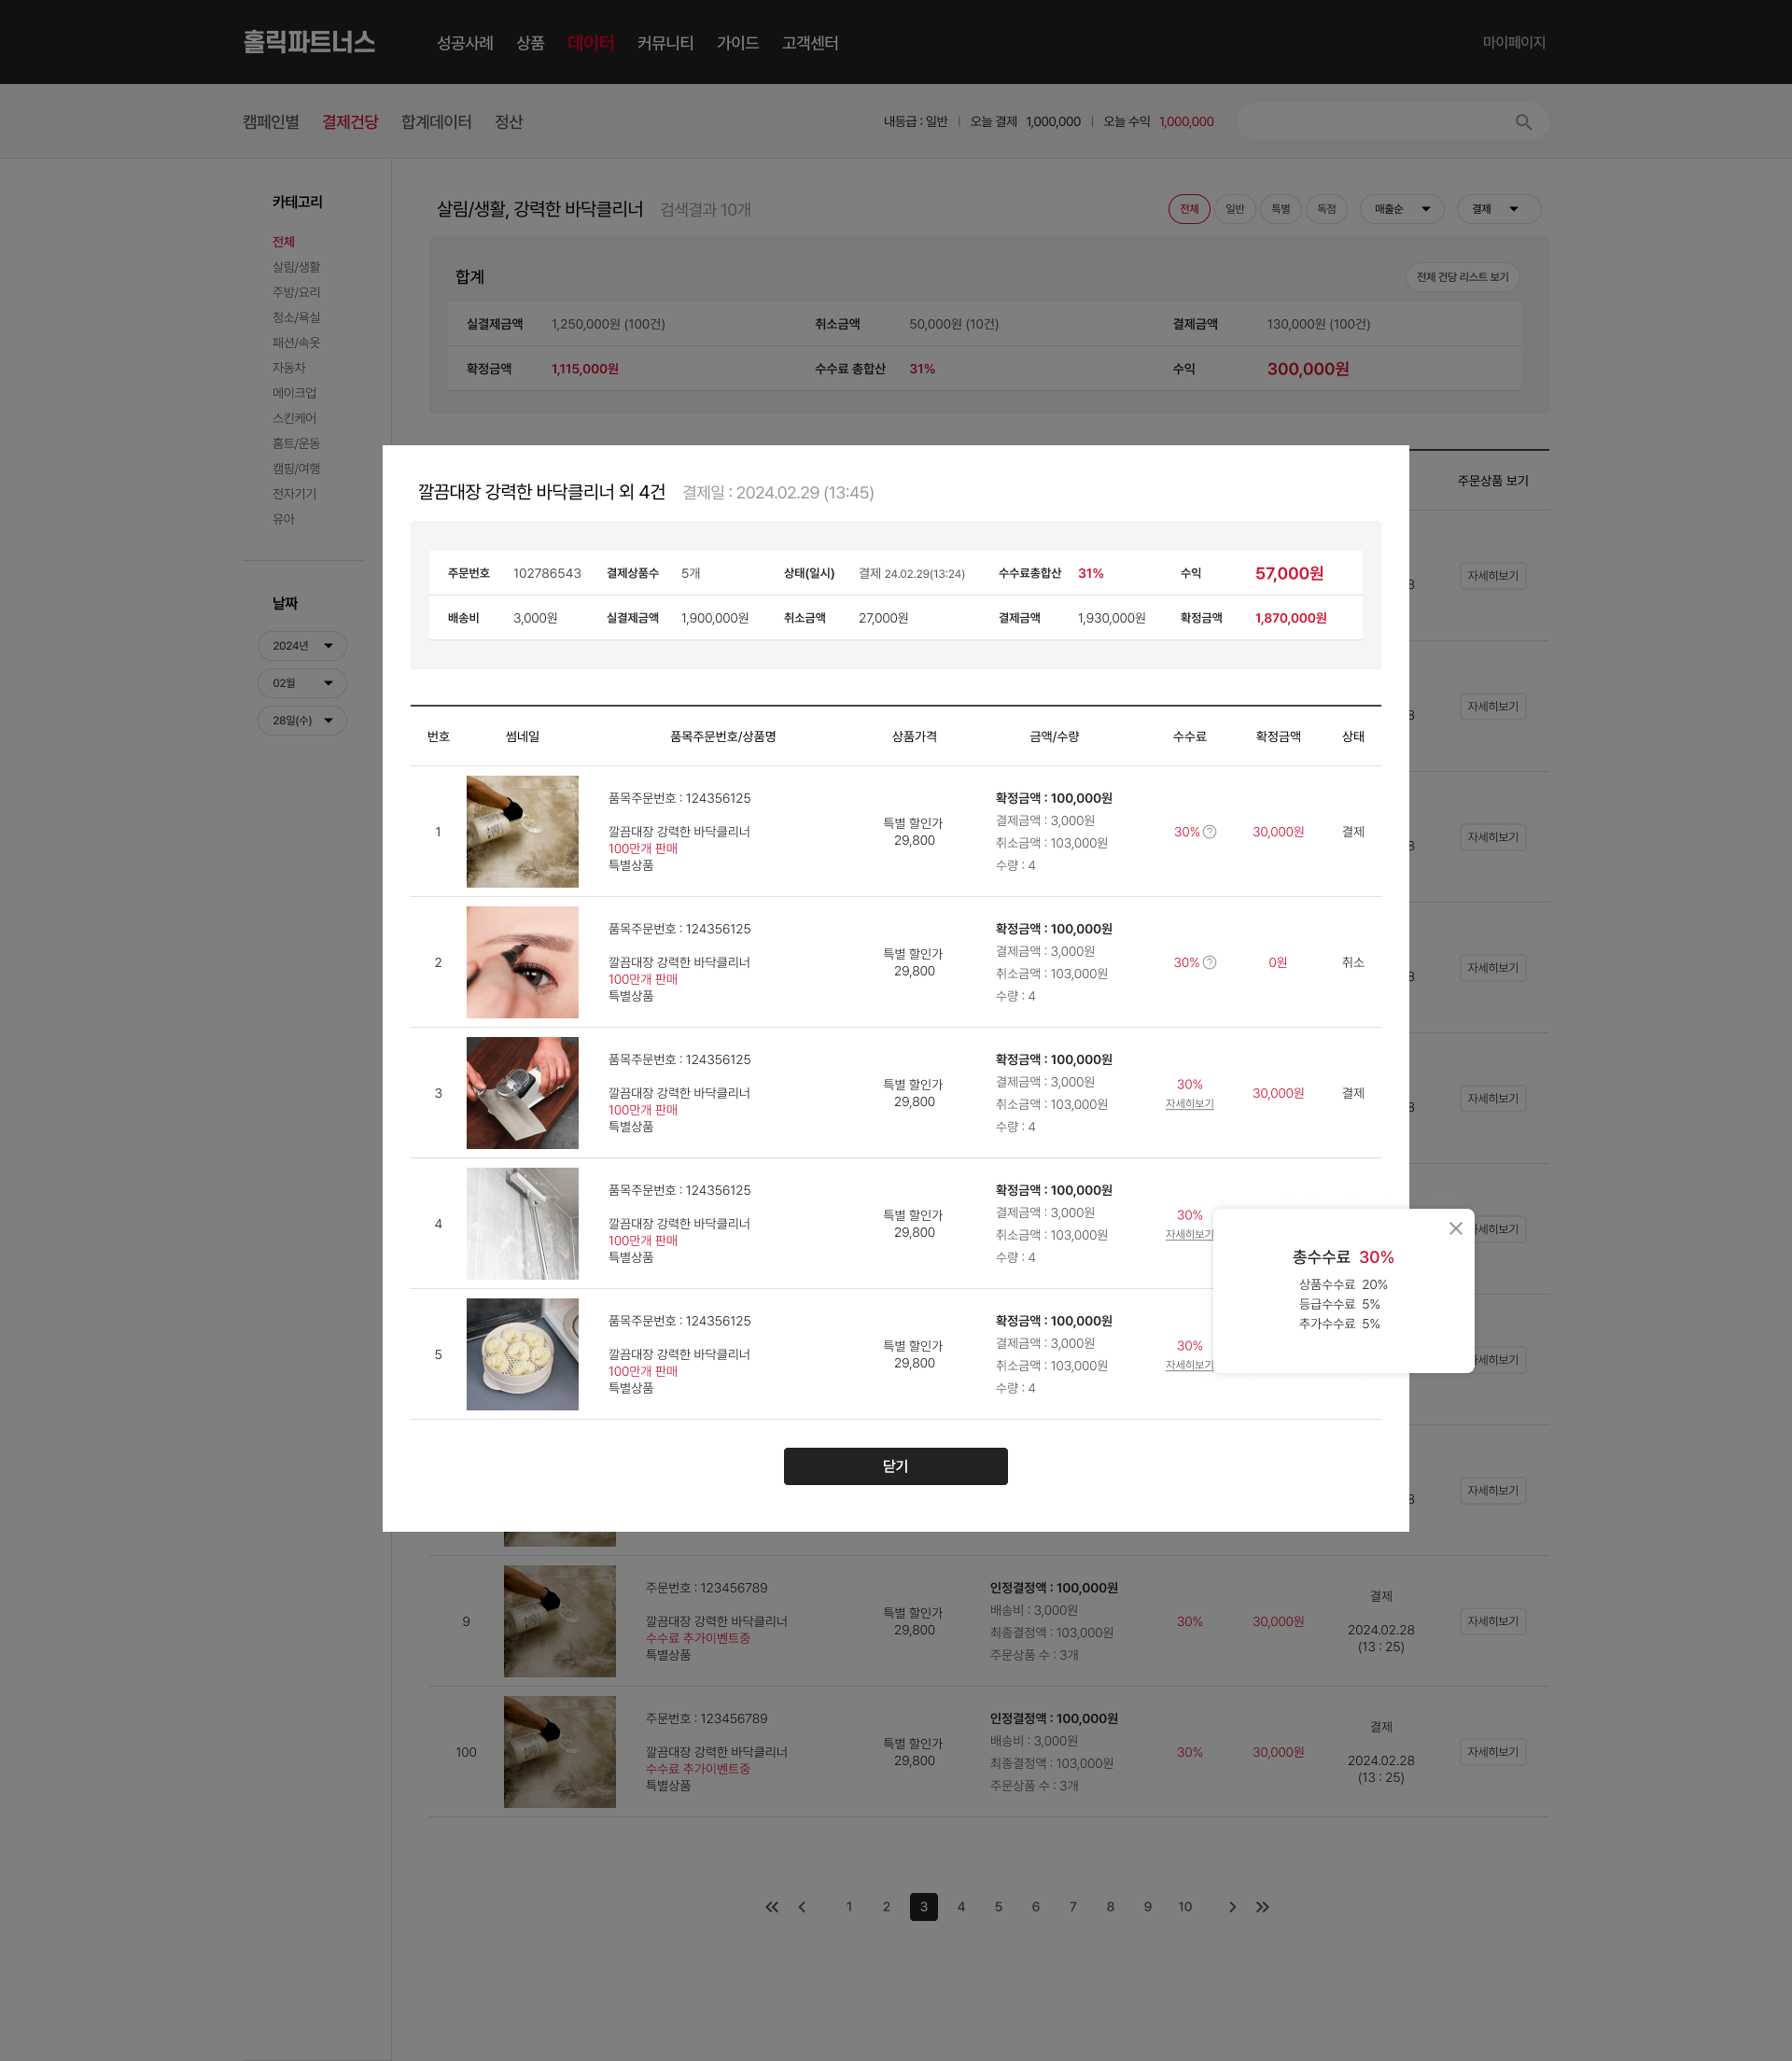 홀릭파트너스 성공사례 상품 데이터 커뮤니티 가이드 고객센터 마이페이지
캠페인별 결제건당 합계데이터 정산 내등급 : 일반 | 오늘 결제 1,000,000 | 오늘 수익 1,000,000
카테고리
전체
살림/생활
주방/요리
청소/욕실
패션/속옷
자동차
메이크업
스킨케어
홈트/운동
캠핑/여행
전자기기
유아
날짜
2024년
02월
28일(수)
살림/생활, 강력한 바닥클리너 검색결과 10개 전체 일반 특별 독점 매출순 결제
합계 전체 건당 리스트 보기
실결제금액 1,250,000원 (100건) 취소금액 50,000원 (10건) 결제금액 130,000원 (100건)
확정금액 1,115,000원 수수료 총합산 31% 수익 300,000원
주문상품 보기
자세히보기
자세히보기
자세히보기
자세히보기
자세히보기
자세히보기
자세히보기
자세히보기
깔끔대장 강력한 바닥클리너 외 4건 결제일 : 2024.02.29 (13:45)
주문번호 102786543 결제상품수 5개 상태(일시) 결제 24.02.29(13:24) 수수료총합산 31% 수익 57,000원
배송비 3,000원 실결제금액 1,900,000원 취소금액 27,000원 결제금액 1,930,000원 확정금액 1,870,000원
번호 썸네일 품목주문번호/상품명 상품가격 금액/수량 수수료 확정금액 상태
1
품목주문번호 : 124356125
깔끔대장 강력한 바닥클리너
100만개 판매
특별상품
특별 할인가
29,800
확정금액 : 100,000원
결제금액 : 3,000원
취소금액 : 103,000원
수량 : 4
30% ? 30,000원 결제
2
품목주문번호 : 124356125
깔끔대장 강력한 바닥클리너
100만개 판매
특별상품
특별 할인가
29,800
확정금액 : 100,000원
결제금액 : 3,000원
취소금액 : 103,000원
수량 : 4
30% ? 0원 취소
3
품목주문번호 : 124356125
깔끔대장 강력한 바닥클리너
100만개 판매
특별상품
특별 할인가
29,800
확정금액 : 100,000원
결제금액 : 3,000원
취소금액 : 103,000원
수량 : 4
30%
자세히보기
30,000원 결제
4
품목주문번호 : 124356125
깔끔대장 강력한 바닥클리너
100만개 판매
특별상품
특별 할인가
29,800
확정금액 : 100,000원
결제금액 : 3,000원
취소금액 : 103,000원
수량 : 4
30%
자세히보기
총수수료 30%
상품수수료 20%
등급수수료 5%
추가수수료 5%
5
품목주문번호 : 124356125
깔끔대장 강력한 바닥클리너
100만개 판매
특별상품
특별 할인가
29,800
확정금액 : 100,000원
결제금액 : 3,000원
취소금액 : 103,000원
수량 : 4
30%
자세히보기
닫기
9
주문번호 : 123456789
깔끔대장 강력한 바닥클리너
수수료 추가이벤트중
특별상품
특별 할인가
29,800
인정결정액 : 100,000원
배송비 : 3,000원
최종결정액 : 103,000원
주문상품 수 : 3개
30% 30,000원
결제
2024.02.28
(13 : 25)
자세히보기
100
주문번호 : 123456789
깔끔대장 강력한 바닥클리너
수수료 추가이벤트중
특별상품
특별 할인가
29,800
인정결정액 : 100,000원
배송비 : 3,000원
최종결정액 : 103,000원
주문상품 수 : 3개
30% 30,000원
결제
2024.02.28
(13 : 25)
자세히보기
1 2 3 4 5 6 7 8 9 10